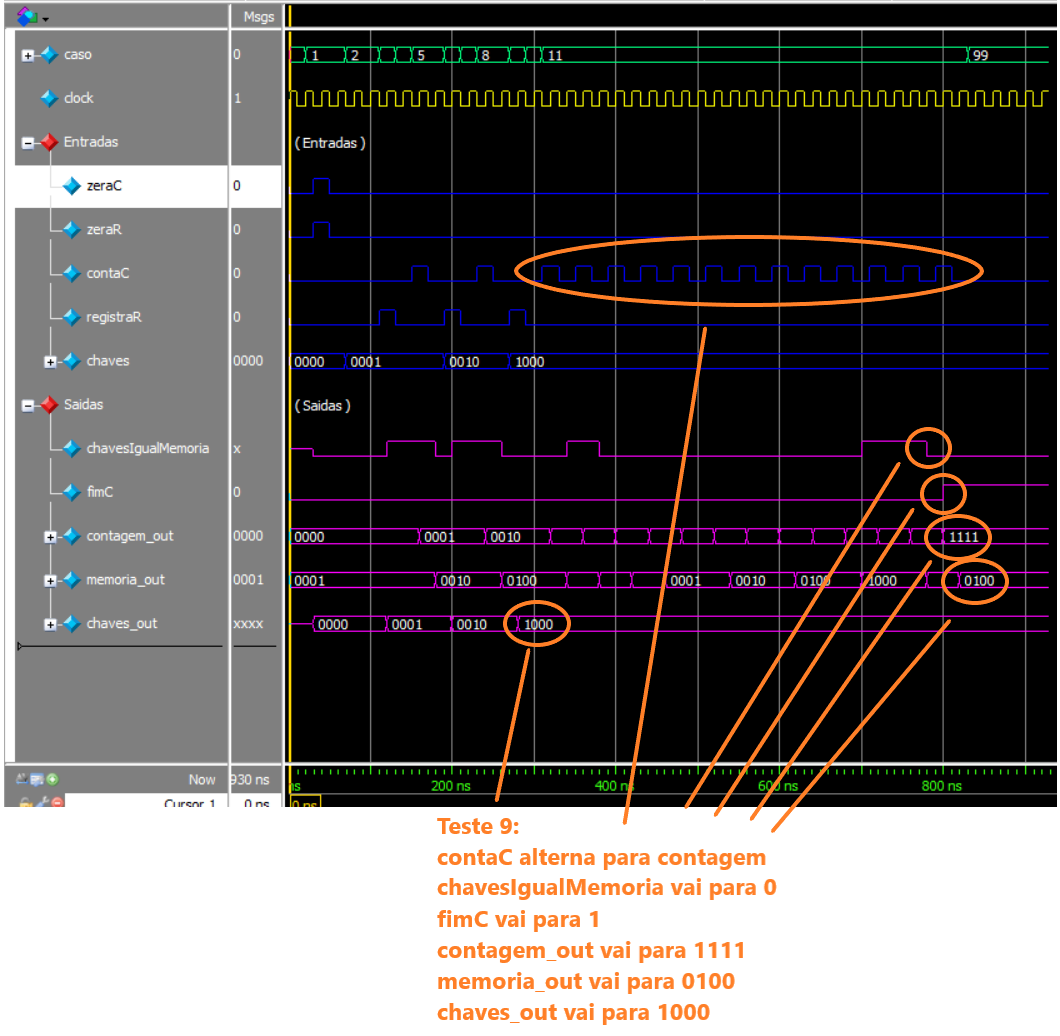 Msgs
caso 0 1 2 5 8 11 99
clock 1
Entradas ( Entradas )
zeraC 0
zeraR 0
contaC 0
registraR 0
chaves 0000 0000 0001 0010 1000
Saidas ( Saidas )
chavesIgualMemoria x
fimC 0
contagem_out 0000 0000 0001 0010 1111
memoria_out 0001 0001 0010 0100 0001 0010 0100 1000 0100
chaves_out xxxx 0000 0001 0010 1000
Now 930 ns ns 200 ns 400 ns 600 ns 800 ns
Cursor 1 0 ns 0 ns
Teste 9:
contaC alterna para contagem
chavesIgualMemoria vai para 0
fimC vai para 1
contagem_out vai para 1111
memoria_out vai para 0100
chaves_out vai para 1000